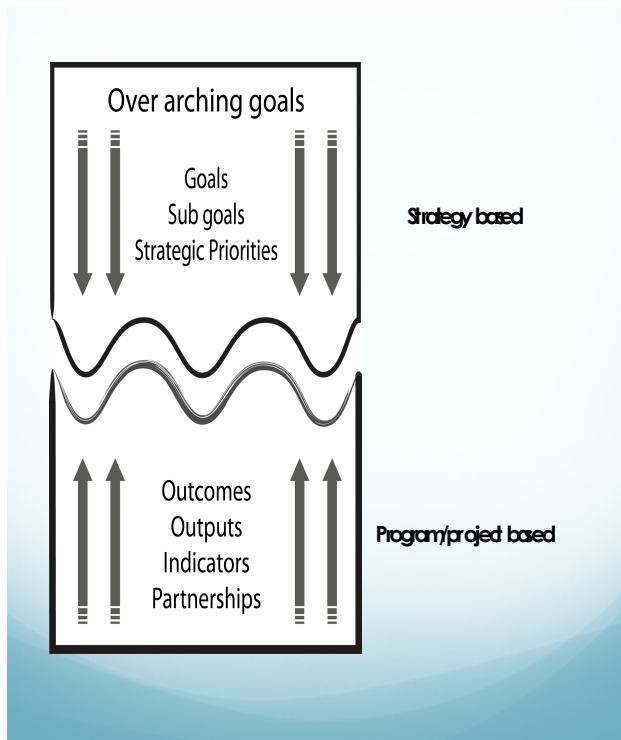 Over arching goals
Goals
Sub goals
Strategic Priorities
Strategy based
Outcomes
Outputs
Indicators
Partnerships
Program/project based